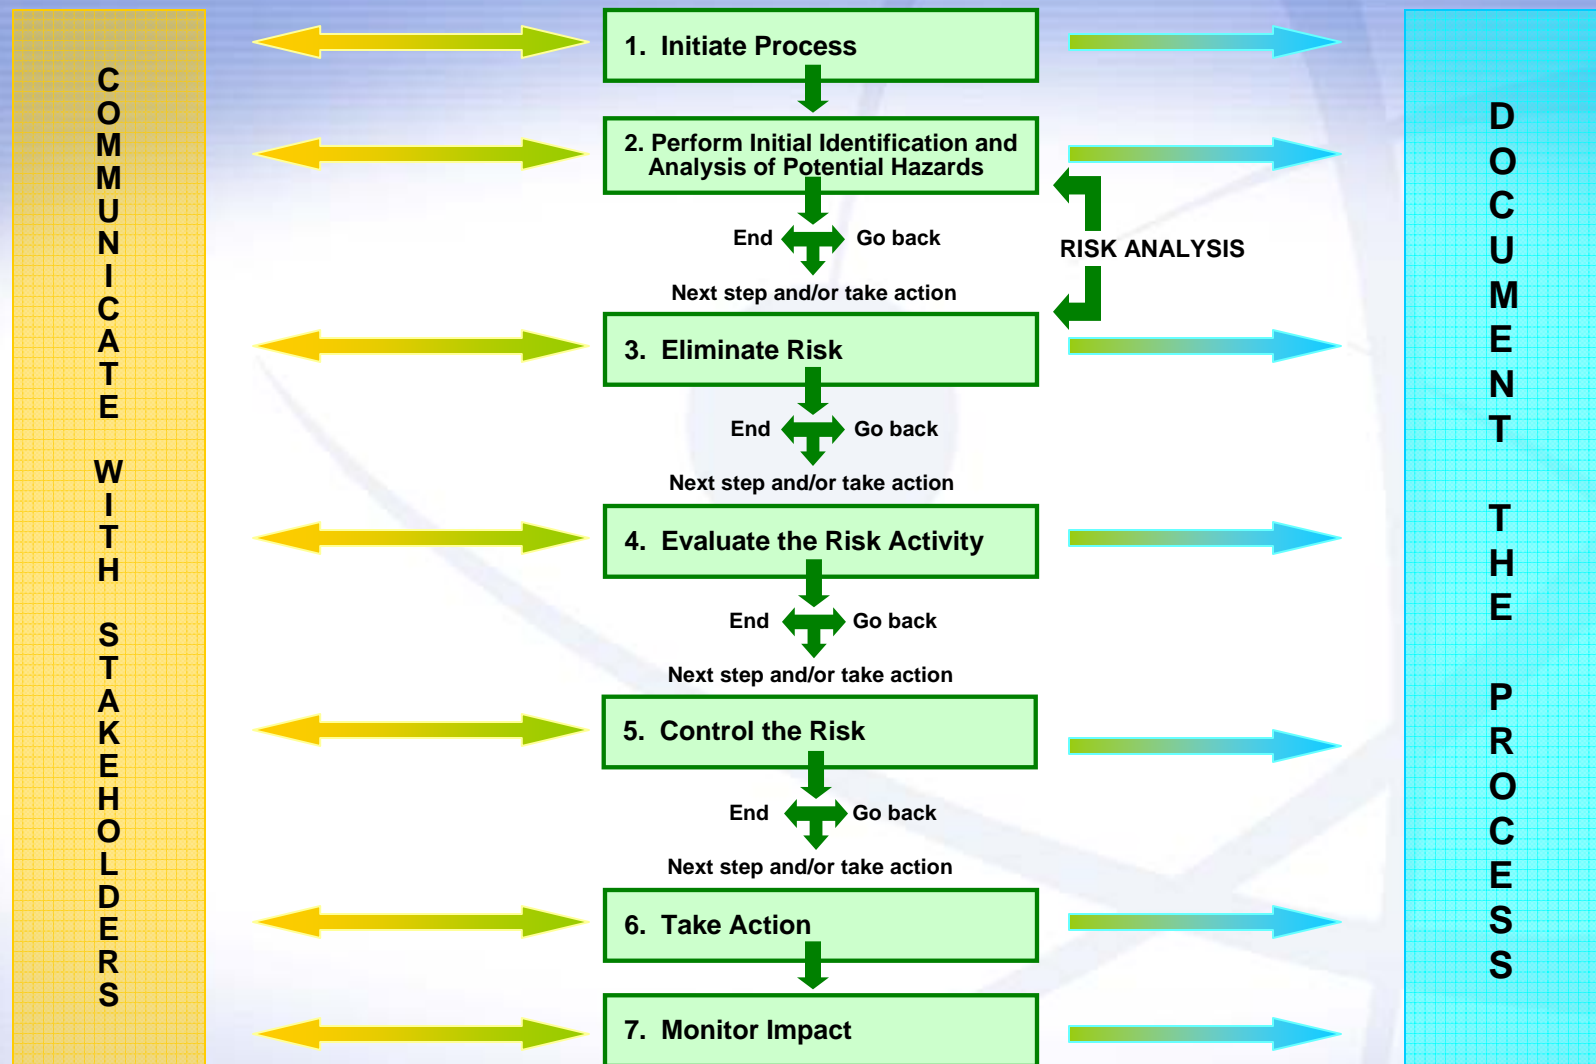 COMMUNICATE WITH STAKEHOLDERS
1. Initiate Process
2. Perform Initial Identification and
Analysis of Potential Hazards
End Go back
RISK ANALYSIS
Next step and/or take action
3. Eliminate Risk
End Go back
Next step and/or take action
4. Evaluate the Risk Activity
End Go back
Next step and/or take action
5. Control the Risk
End Go back
Next step and/or take action
6. Take Action
7. Monitor Impact
DOCUMENT THE PROCESS